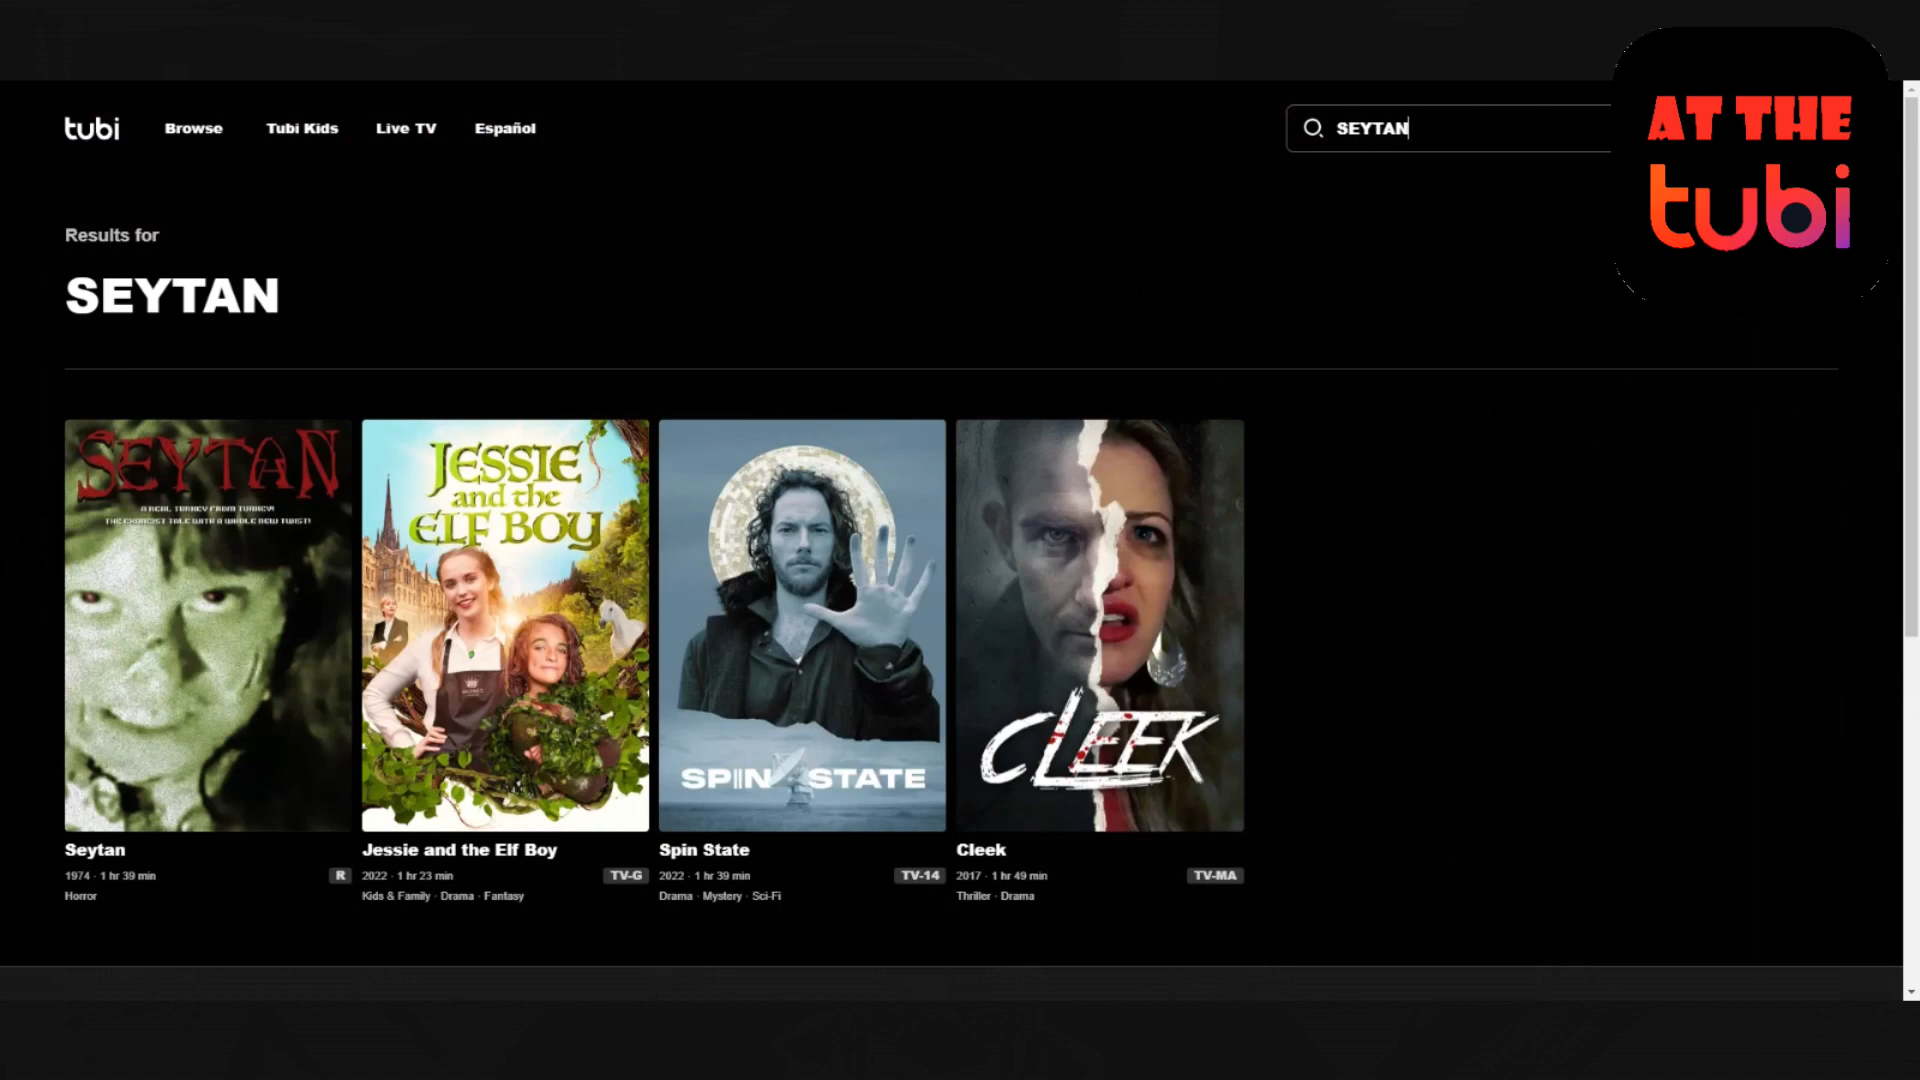 tubi Browse Tubi Kids Live TV Español SEYTAN
AT THE
tubi
Results for
SEYTAN
SEYTAN
A REAL TURKEY FROM TURKEY!
THE EXORCIST TALE WITH A WHOLE NEW TWIST!
JESSIE
and the
ELF BOY
SPIN STATE
CLEEK
Seytan
1974 · 1 hr 39 min R
Horror
Jessie and the Elf Boy
2022 · 1 hr 23 min TV-G
Kids & Family · Drama · Fantasy
Spin State
2022 · 1 hr 39 min TV-14
Drama · Mystery · Sci-Fi
Cleek
2017 · 1 hr 49 min TV-MA
Thriller · Drama